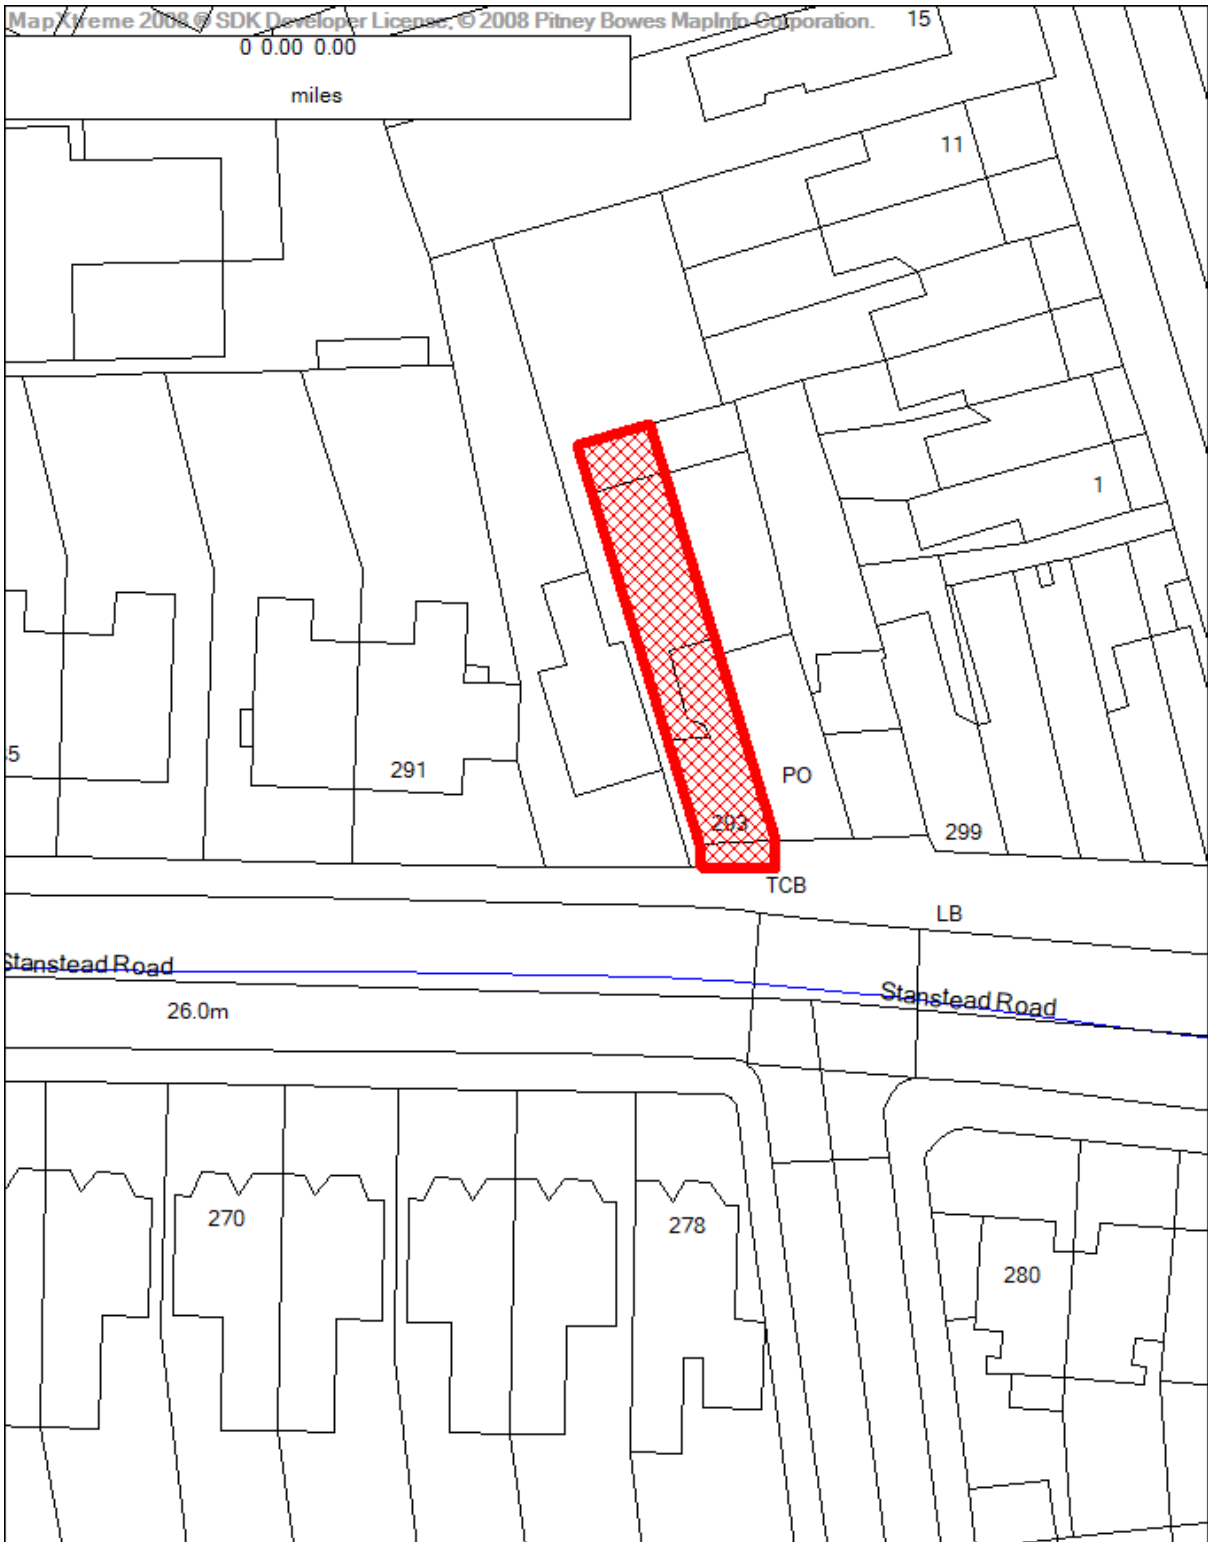 MapXtreme 2008 ® SDK Developer License, © 2008 Pitney Bowes MapInfo Corporation.
15
0 0.00 0.00
miles
11
1
291
PO
293
299
TCB
LB
Stanstead Road
Stanstead Road
26.0m
270
278
280